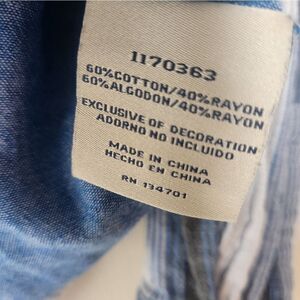 1170363
60%COTTON/40%RAYON
60%ALGODON/40%RAYON
EXCLUSIVE OF DECORATION
ADORNO NO INCLUIDO
MADE IN CHINA
HECHO EN CHINA
RN 134701